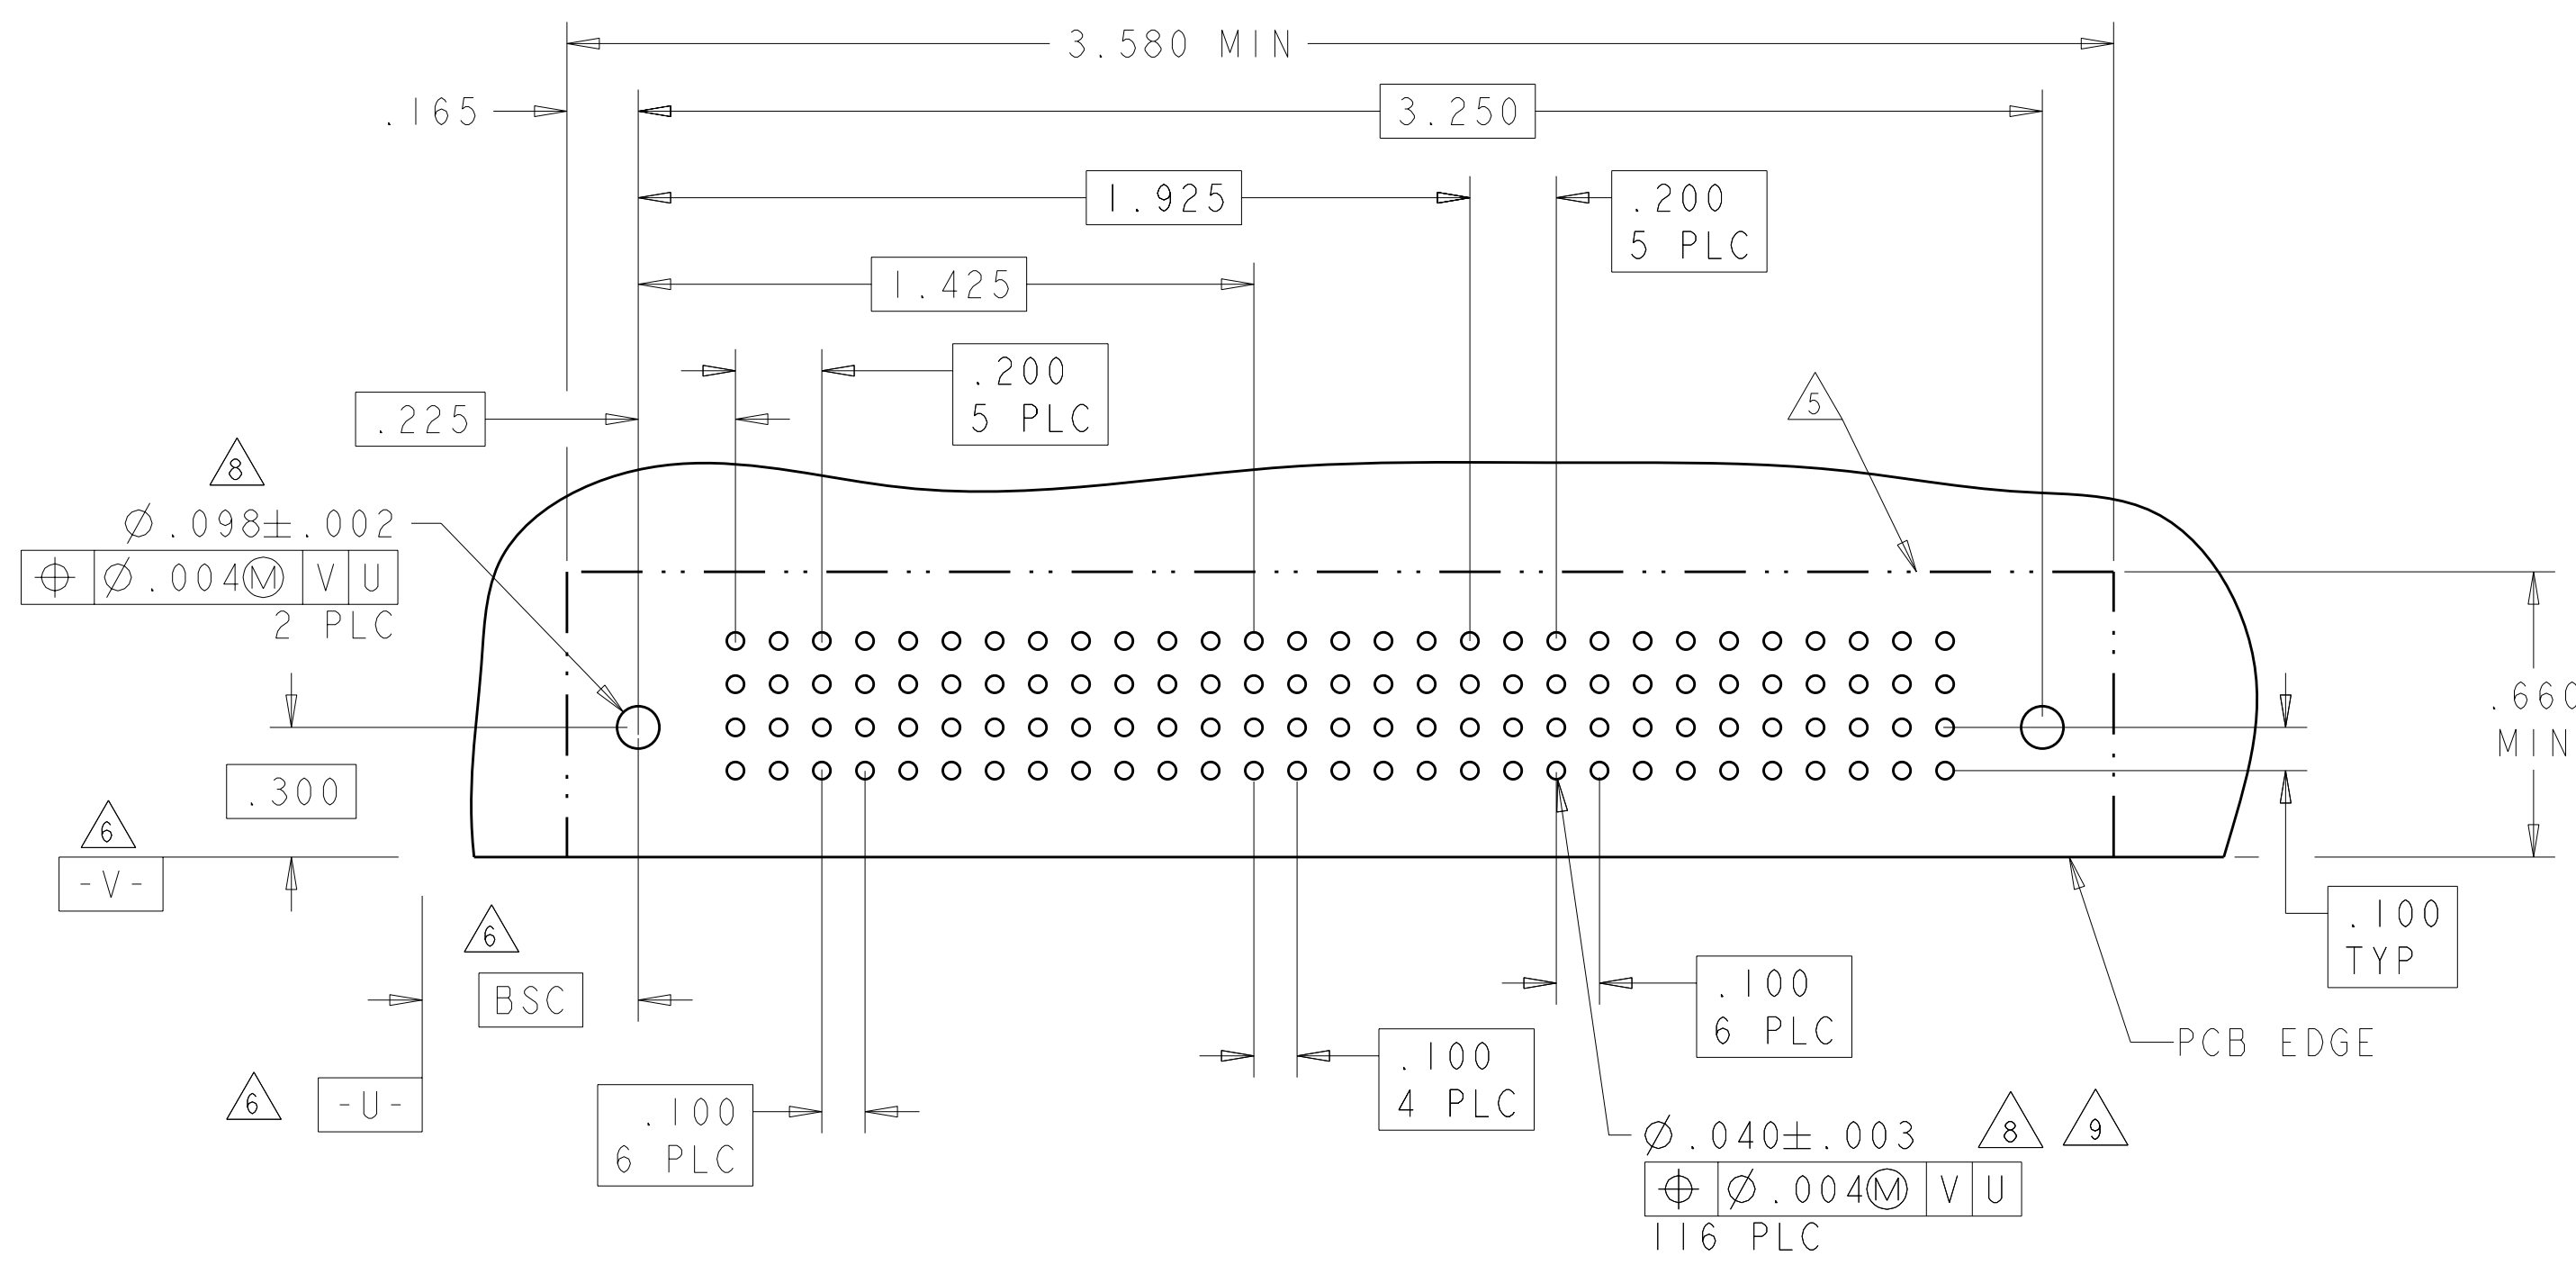 3.580 MIN
.165
3.250
1.925
.200
5 PLC
1.425
.200
5 PLC
.225
5
8
Ø.098±.002
⌖ Ø.004Ⓜ V U
2 PLC
.660
MIN
.300
6
-V-
6
BSC
.100
TYP
.100
6 PLC
.100
4 PLC
PCB EDGE
6
-U-
.100
6 PLC
Ø.040±.003 8 9
⌖ Ø.004Ⓜ V U
116 PLC